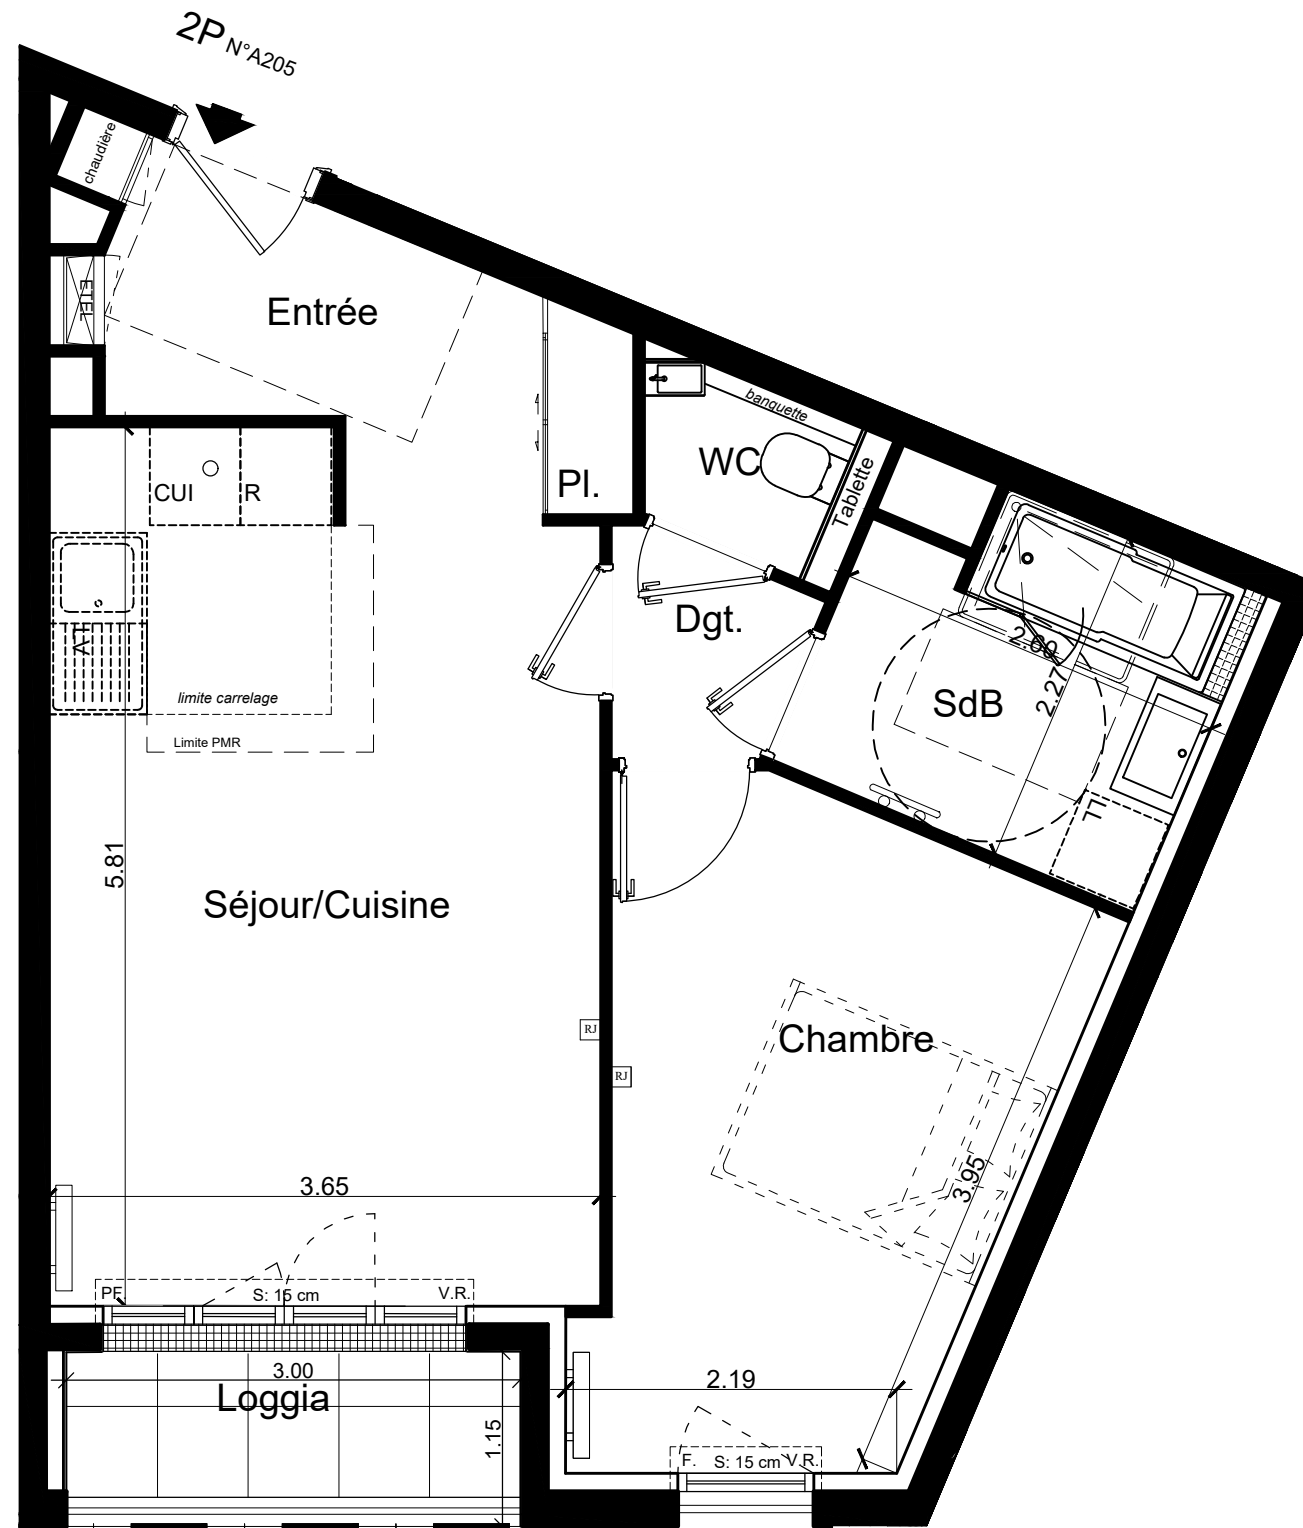 2P N°A205
chaudière
ETEL
Entrée
Pl.
WC
banquette
Tablette
CUI
R
limite carrelage
Limite PMR
Dgt.
SdB
2.60
2.27
LL
5.81
Séjour/Cuisine
RJ
RJ
Chambre
3.95
3.65
PF.
S: 15 cm
V.R.
3.00
Loggia
1.15
2.19
F.
S: 15 cm
V.R.